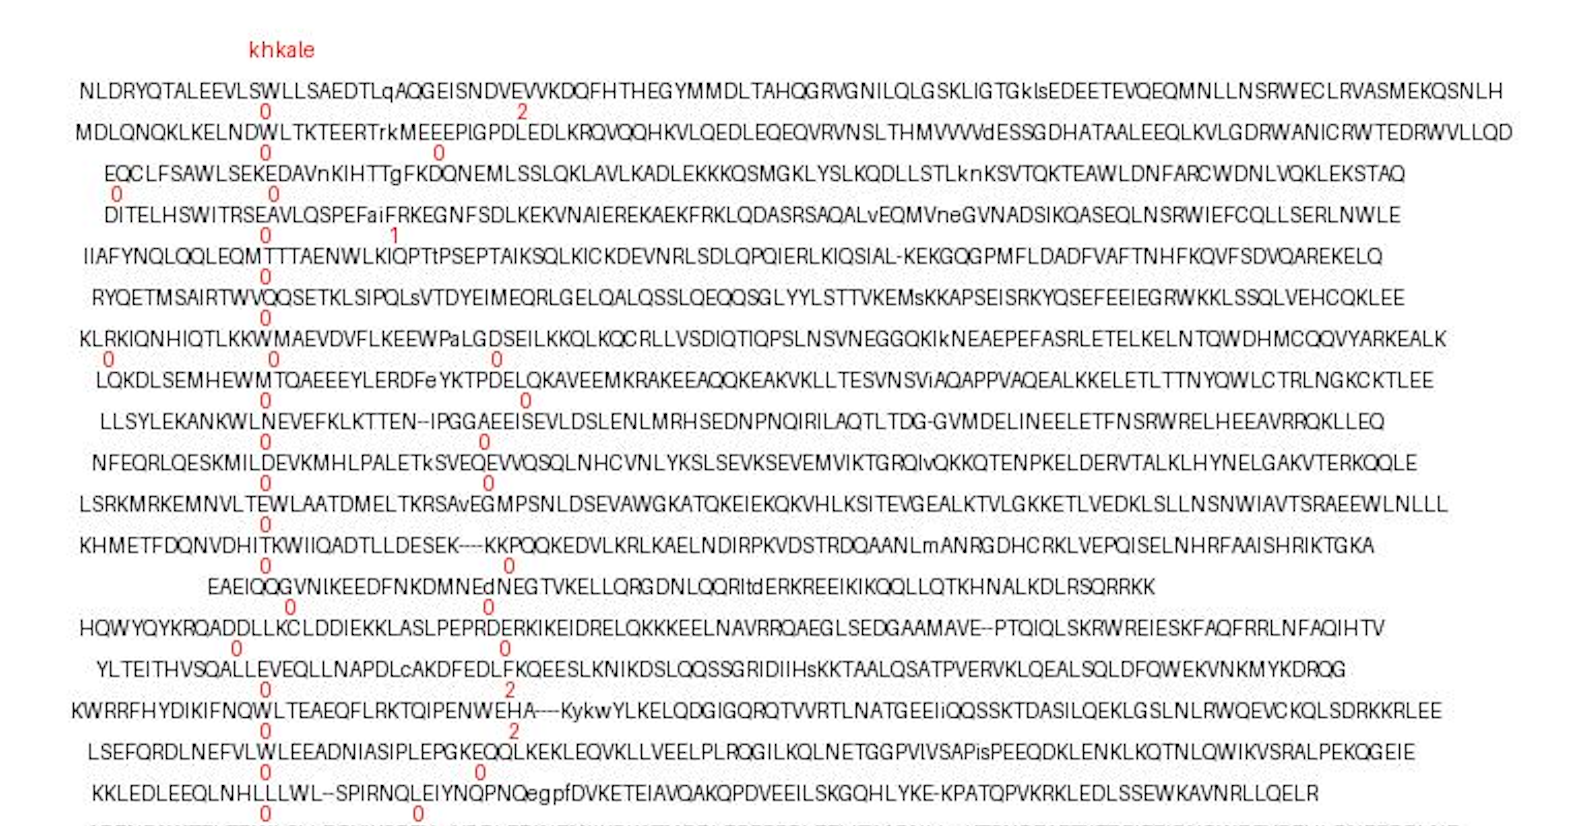 khkale
NLDRYQTALEEVLSWLLSAEDTLqAQGEISNDVEVVKDQFHTHEGYMMDLTAHQGRVGNILQLGSKLIGTGklsEDEETEVQEQMNLLNSRWECLRVASMEKQSNLH
0 2
MDLQNQKLKELNDWLTKTEERTrkMEEEPIGPDLEDLKRQVQQHKVLQEDLEQEQVRVNSLTHMVVVVdESSGDHATAALEEQLKVLGDRWANICRWTEDRWVLLQD
0 0
EQCLFSAWLSEKEDAVnKIHTTgFKDQNEMLSSLQKLAVLKADLEKKKQSMGKLYSLKQDLLSTLknKSVTQKTEAWLDNFARCWDNLVQKLEKSTAQ
0 0
DITELHSWITRSEAVLQSPEFaiFRKEGNFSDLKEKVNAIEREKAEKFRKLQDASRSAQALvEQMVneGVNADSIKQASEQLNSRWIEFCQLLSERLNWLE
0 1
IIAFYNQLQQLEQMTTTAENWLKIQPTtPSEPTAIKSQLKICKDEVNRLSDLQPQIERLKIQSIAL-KEKGQGPMFLDADFVAFTNHFKQVFSDVQAREKELQ
0
RYQETMSAIRTWVQQSETKLSIPQLsVTDYEIMEQRLGELQALQSSLQEQQSGLYYLSTTVKEMsKKAPSEISRKYQSEFEEIEGRWKKLSSQLVEHCQKLEE
0
KLRKIQNHIQTLKKWMAEVDVFLKEEWPaLGDSEILKKQLKQCRLLVSDIQTIQPSLNSVNEGGQKIkNEAEPEFASRLETELKELNTQWDHMCQQVYARKEALK
0 0 0
LQKDLSEMHEWMTQAEEEYLERDFeYKTPDELQKAVEEMKRAKEEAQQKEAKVKLLTESVNSViAQAPPVAQEALKKELETLTTNYQWLCTRLNGKCKTLEE
0 0
LLSYLEKANKWLNEVEFKLKTTEN--IPGGAEEISEVLDSLENLMRHSEDNPNQIRILAQTLTDG-GVMDELINEELETFNSRWRELHEEAVRRQKLLEQ
0 0
NFEQRLQESKMILDEVKMHLPALETkSVEQEVVQSQLNHCVNLYKSLSEVKSEVEMVIKTGRQIvQKKQTENPKELDERVTALKLHYNELGAKVTERKQQLE
0 0
LSRKMRKEMNVLTEWLAATDMELTKRSAvEGMPSNLDSEVAWGKATQKEIEKQKVHLKSITEVGEALKTVLGKKETLVEDKLSLLNSNWIAVTSRAEEWLNLLL
0
KHMETFDQNVDHITKWIIQADTLLDESEK----KKPQQKEDVLKRLKAELNDIRPKVDSTRDQAANLmANRGDHCRKLVEPQISELNHRFAAISHRIKTGKA
0 0
EAEIQQGVNIKEEDFNKDMNEdNEGTVKELLQRGDNLQQRItdERKREEIKIKQQLLQTKHNALKDLRSQRRKK
0 0
HQWYQYKRQADDLLKCLDDIEKKLASLPEPRDERKIKEIDRELQKKKEELNAVRRQAEGLSEDGAAMAVE--PTQIQLSKRWREIESKFAQFRRLNFAQIHTV
0 0
YLTEITHVSQALLEVEQLLNAPDLcAKDFEDLFKQEESLKNIKDSLQQSSGRIDIIHsKKTAALQSATPVERVKLQEALSQLDFQWEKVNKMYKDRQG
0 2
KWRRFHYDIKIFNQWLTEAEQFLRKTQIPENWEHA----KykwYLKELQDGIGQRQTVVRTLNATGEEIiQQSSKTDASILQEKLGSLNLRWQEVCKQLSDRKKRLEE
0 2
LSEFQRDLNEFVLWLEEADNIASIPLEPGKEQQLKEKLEQVKLLVEELPLRQGILKQLNETGGPVIVSAPisPEEQDKLENKLKQTNLQWIKVSRALPEKQGEIE
0 0
KKLEDLEEQLNHLLLWL--SPIRNQLEIYNQPNQegpfDVKETEIAVQAKQPDVEEILSKGQHLYKE-KPATQPVKRKLEDLSSEWKAVNRLLQELR
0 0